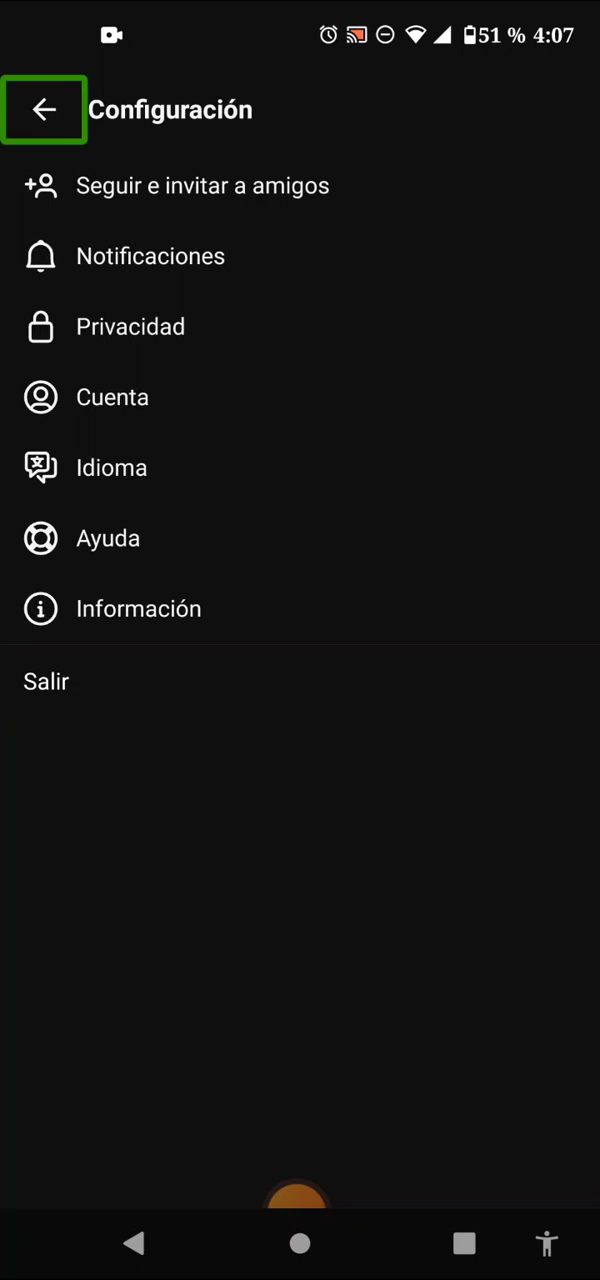 51 % 4:07
Configuración
Seguir e invitar a amigos
Notificaciones
Privacidad
Cuenta
Idioma
Ayuda
Información
Salir